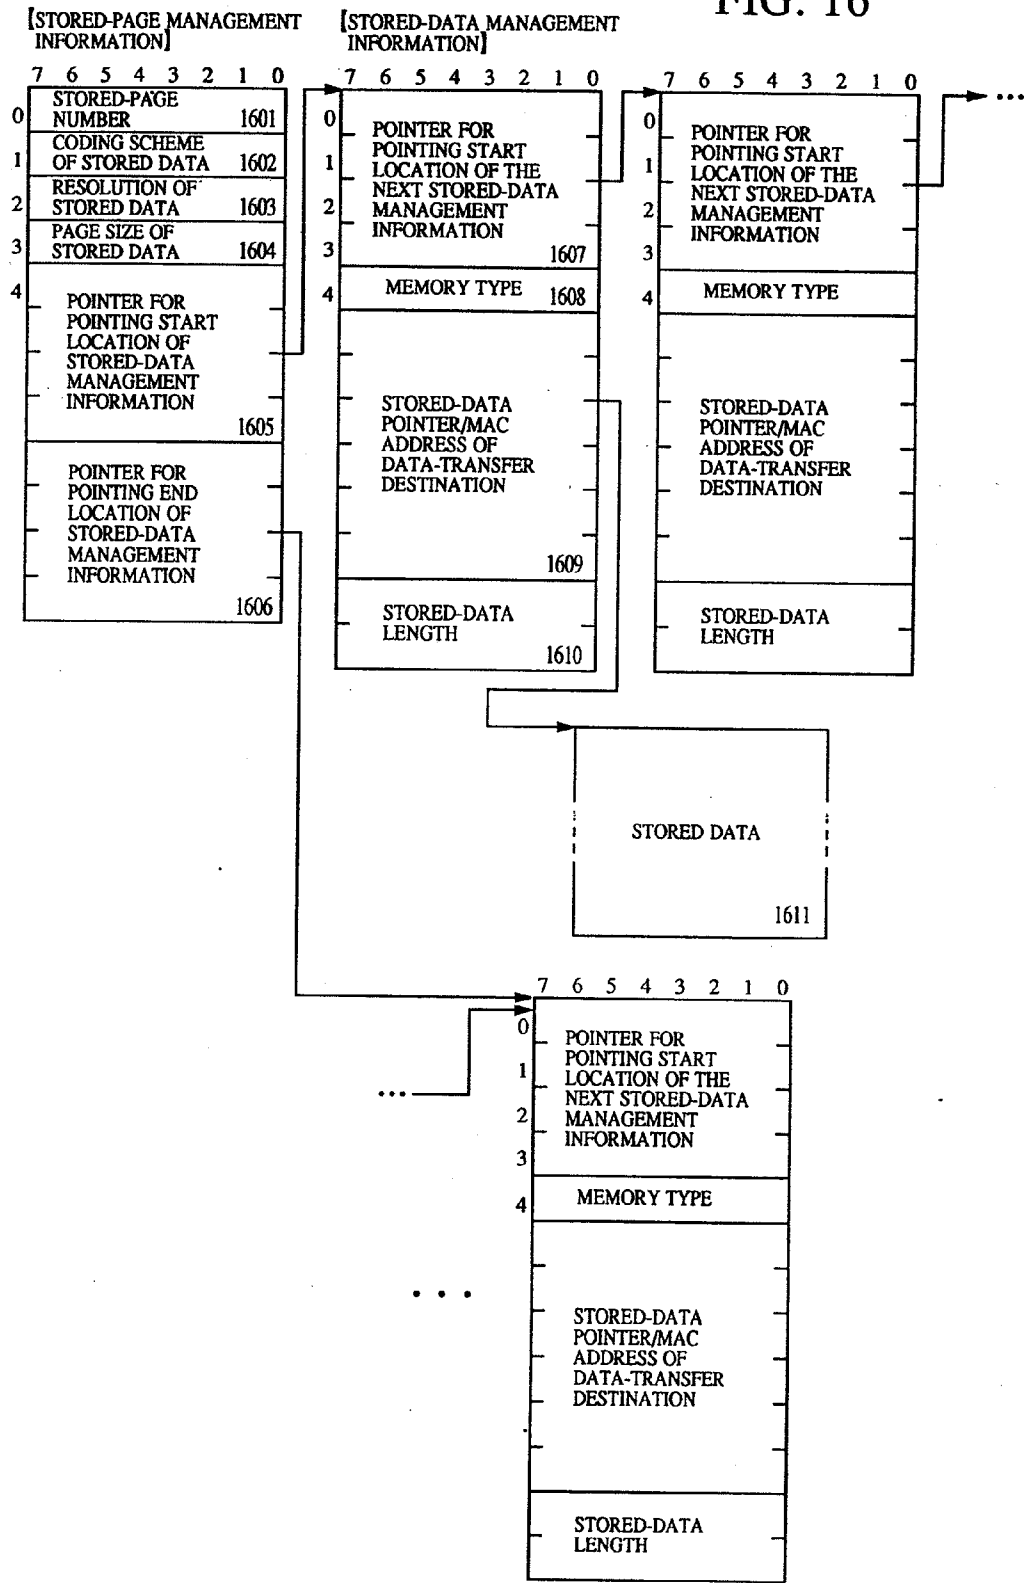 FIG. 16
[STORED-PAGE MANAGEMENT
INFORMATION]
7 6 5 4 3 2 1 0
0
STORED-PAGE
NUMBER 1601
1
CODING SCHEME
OF STORED DATA 1602
2
RESOLUTION OF
STORED DATA 1603
3
PAGE SIZE OF
STORED DATA 1604
4
POINTER FOR
POINTING START
LOCATION OF
STORED-DATA
MANAGEMENT
INFORMATION
1605
POINTER FOR
POINTING END
LOCATION OF
STORED-DATA
MANAGEMENT
INFORMATION
1606
[STORED-DATA MANAGEMENT
INFORMATION]
7 6 5 4 3 2 1 0
0
1
2
3
POINTER FOR
POINTING START
LOCATION OF THE
NEXT STORED-DATA
MANAGEMENT
INFORMATION
1607
4
MEMORY TYPE 1608
STORED-DATA
POINTER/MAC
ADDRESS OF
DATA-TRANSFER
DESTINATION
1609
STORED-DATA
LENGTH
1610
7 6 5 4 3 2 1 0
0
1
2
3
POINTER FOR
POINTING START
LOCATION OF THE
NEXT STORED-DATA
MANAGEMENT
INFORMATION
4
MEMORY TYPE
STORED-DATA
POINTER/MAC
ADDRESS OF
DATA-TRANSFER
DESTINATION
STORED-DATA
LENGTH
...
STORED DATA
1611
7 6 5 4 3 2 1 0
0
1
2
3
POINTER FOR
POINTING START
LOCATION OF THE
NEXT STORED-DATA
MANAGEMENT
INFORMATION
...
4
MEMORY TYPE
...
STORED-DATA
POINTER/MAC
ADDRESS OF
DATA-TRANSFER
DESTINATION
STORED-DATA
LENGTH